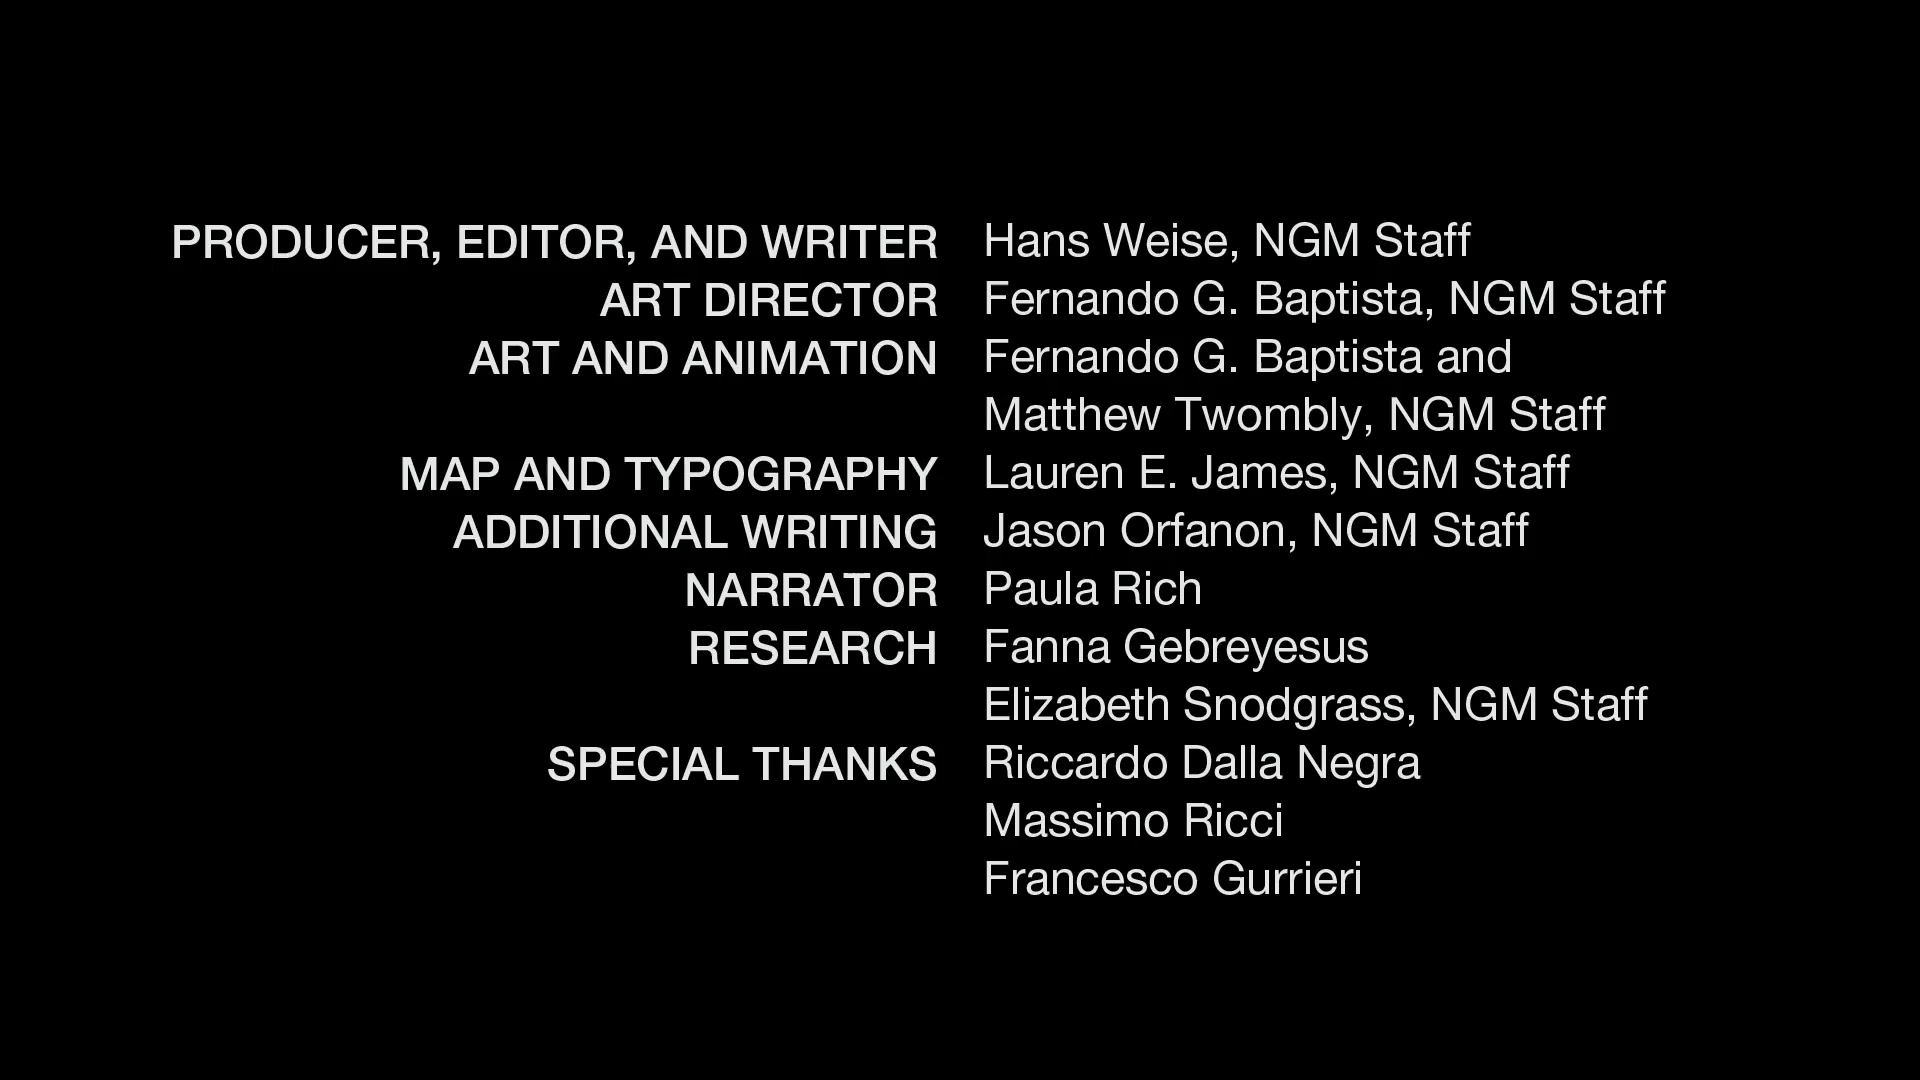 PRODUCER, EDITOR, AND WRITER Hans Weise, NGM Staff
ART DIRECTOR Fernando G. Baptista, NGM Staff
ART AND ANIMATION Fernando G. Baptista and
Matthew Twombly, NGM Staff
MAP AND TYPOGRAPHY Lauren E. James, NGM Staff
ADDITIONAL WRITING Jason Orfanon, NGM Staff
NARRATOR Paula Rich
RESEARCH Fanna Gebreyesus
Elizabeth Snodgrass, NGM Staff
SPECIAL THANKS Riccardo Dalla Negra
Massimo Ricci
Francesco Gurrieri